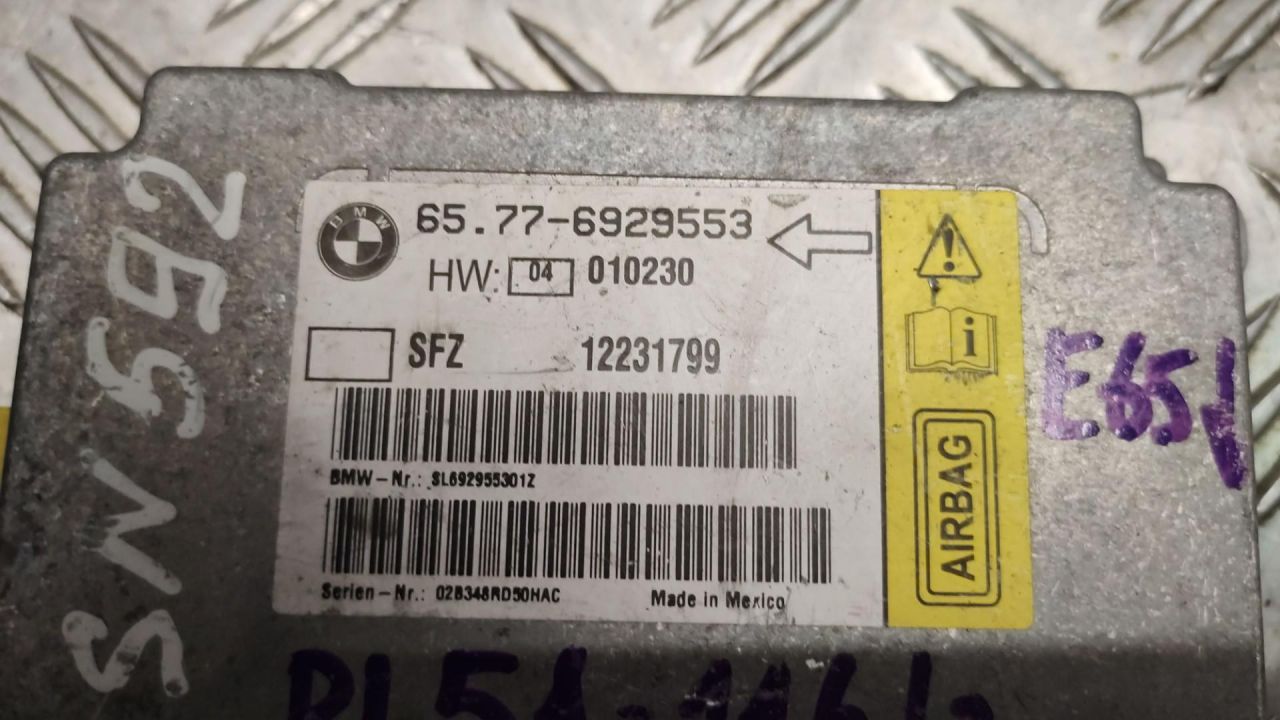 BMW
65.77-6929553
HW: 04 010230
SFZ 12231799
BMW-Nr.: SL692955301Z
Serien-Nr.: 02B348RD50HAC
Made in Mexico
AIRBAG
SN592
E65